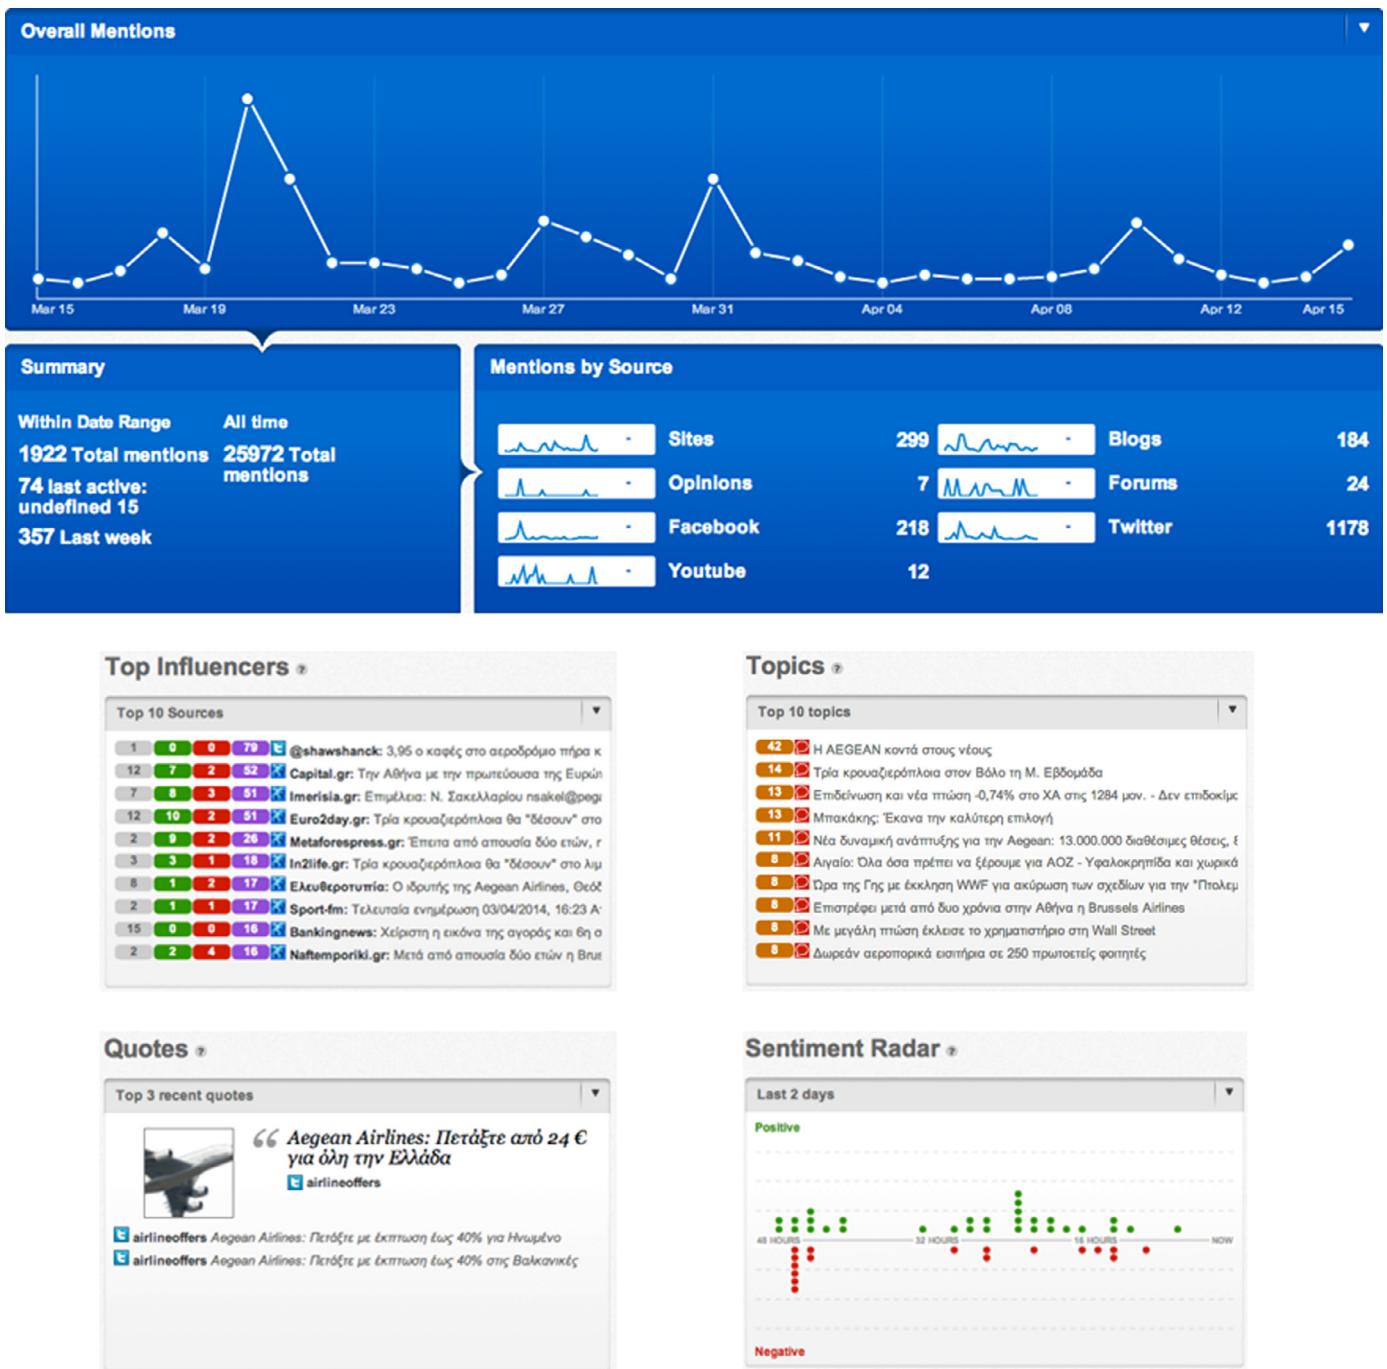 Overall Mentions
Mar 15 Mar 19 Mar 23 Mar 27 Mar 31 Apr 04 Apr 08 Apr 12 Apr 15
Summary
Within Date Range All time
1922 Total mentions 25972 Total mentions
74 last active: undefined 15
357 Last week
Mentions by Source
Sites 299 Blogs 184
Opinions 7 Forums 24
Facebook 218 Twitter 1178
Youtube 12
Top Influencers ?
Top 10 Sources
1 0 0 79 @shawshanck: 3,95 ο καφές στο αεροδρόμιο πήρα κ
12 7 2 52 Capital.gr: Την Αθήνα με την πρωτεύουσα της Ευρώπ
7 8 3 51 Imerisia.gr: Επιμέλεια: Ν. Σακελλαρίου nsakel@pega
12 10 2 51 Euro2day.gr: Τρία κρουαζιερόπλοια θα "δέσουν" στο
2 9 2 26 Metaforespress.gr: Έπειτα από απουσία δύο ετών,
3 3 1 18 In2life.gr: Τρία κρουαζιερόπλοια θα "δέσουν" στο λιμ
8 1 2 17 Ελευθεροτυπία: Ο ιδρυτής της Aegean Airlines, Θεόδ
2 1 1 17 Sport-fm: Τελευταία ενημέρωση 03/04/2014, 16:23 Α
15 0 0 16 Bankingnews: Χείριστη η εικόνα της αγοράς και 6η σ
2 2 4 16 Naftemporiki.gr: Μετά από απουσία δύο ετών η Brus
Topics ?
Top 10 topics
42 Η AEGEAN κοντά στους νέους
14 Τρία κρουαζιερόπλοια στον Βόλο τη Μ. Εβδομάδα
13 Επιδείνωση και νέα πτώση -0,74% στο ΧΑ στις 1284 μον. - Δεν επιδοκίμα
13 Μπακάκης: Έκανα την καλύτερη επιλογή
11 Νέα δυναμική ανάπτυξης για την Aegean: 13.000.000 διαθέσιμες θέσεις, 8
8 Αιγαίο: Όλα όσα πρέπει να ξέρουμε για ΑΟΖ - Υφαλοκρηπίδα και χωρικά
8 Ώρα της Γης με έκκληση WWF για ακύρωση των σχεδίων για την "Πτολεμ
8 Επιστρέφει μετά από δυο χρόνια στην Αθήνα η Brussels Airlines
8 Με μεγάλη πτώση έκλεισε το χρηματιστήριο στη Wall Street
8 Δωρεάν αεροπορικά εισιτήρια σε 250 πρωτοετείς φοιτητές
Quotes ?
Top 3 recent quotes
“ Aegean Airlines: Πετάξτε από 24 €
για όλη την Ελλάδα
airlineoffers
airlineoffers Aegean Airlines: Πετάξτε με έκπτωση έως 40% για Ηνωμένο
airlineoffers Aegean Airlines: Πετάξτε με έκπτωση έως 40% στις Βαλκανικές
Sentiment Radar ?
Last 2 days
Positive
48 HOURS 32 HOURS 16 HOURS NOW
Negative